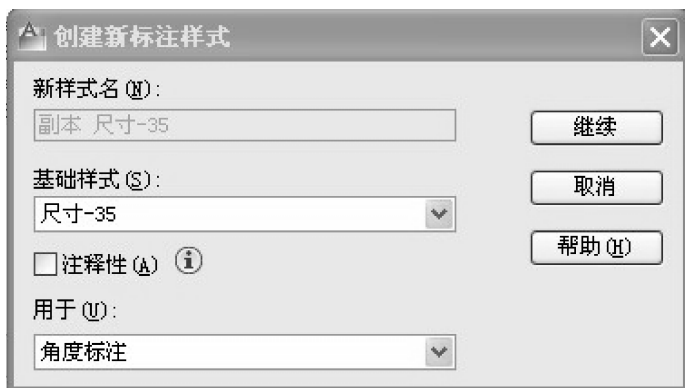 创建新标注样式
新样式名(N):
副本 尺寸-35
继续
基础样式(S):
尺寸-35
取消
注释性(A)
帮助(H)
用于(U):
角度标注